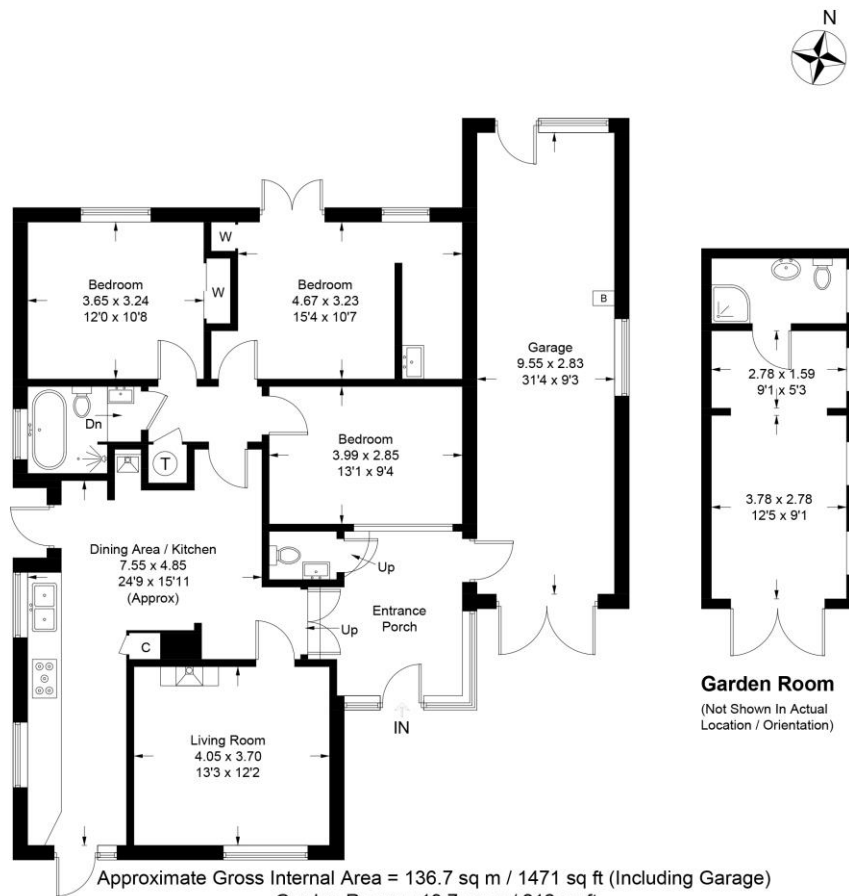 N
Bedroom
3.65 x 3.24
12'0 x 10'8
W
W
Bedroom
4.67 x 3.23
15'4 x 10'7
Garage
9.55 x 2.83
31'4 x 9'3
B
2.78 x 1.59
9'1 x 5'3
3.78 x 2.78
12'5 x 9'1
Garden Room
(Not Shown In Actual
Location / Orientation)
Dn
T
Bedroom
3.99 x 2.85
13'1 x 9'4
Dining Area / Kitchen
7.55 x 4.85
24'9 x 15'11
(Approx)
Up
Up
Entrance
Porch
C
IN
Living Room
4.05 x 3.70
13'3 x 12'2
Approximate Gross Internal Area = 136.7 sq m / 1471 sq ft (Including Garage)